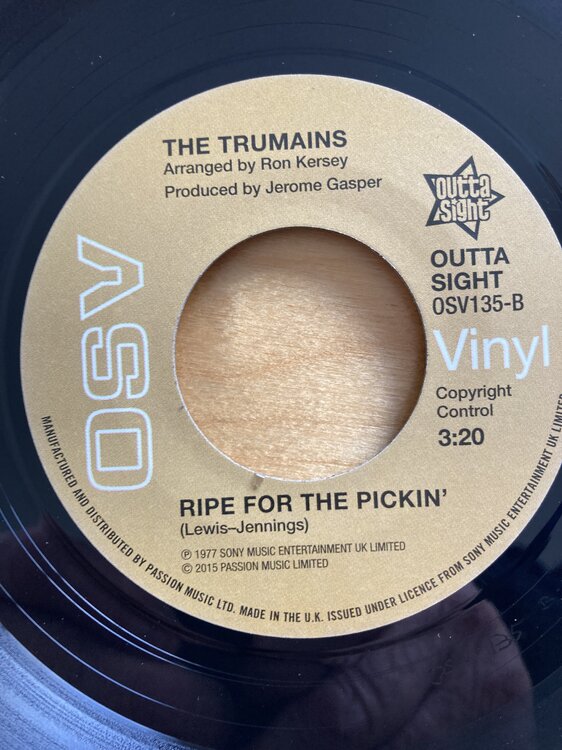 THE TRUMAINS
Arranged by Ron Kersey
Produced by Jerome Gasper
outta
sight
OUTTA
SIGHT
OSV135-B
OSV
Vinyl
Copyright
Control
3:20
RIPE FOR THE PICKIN’
(Lewis–Jennings)
℗ 1977 SONY MUSIC ENTERTAINMENT UK LIMITED
© 2015 PASSION MUSIC LIMITED
MANUFACTURED AND DISTRIBUTED BY PASSION MUSIC LTD. MADE IN THE U.K. ISSUED UNDER LICENCE FROM SONY MUSIC ENTERTAINMENT UK LIMITED